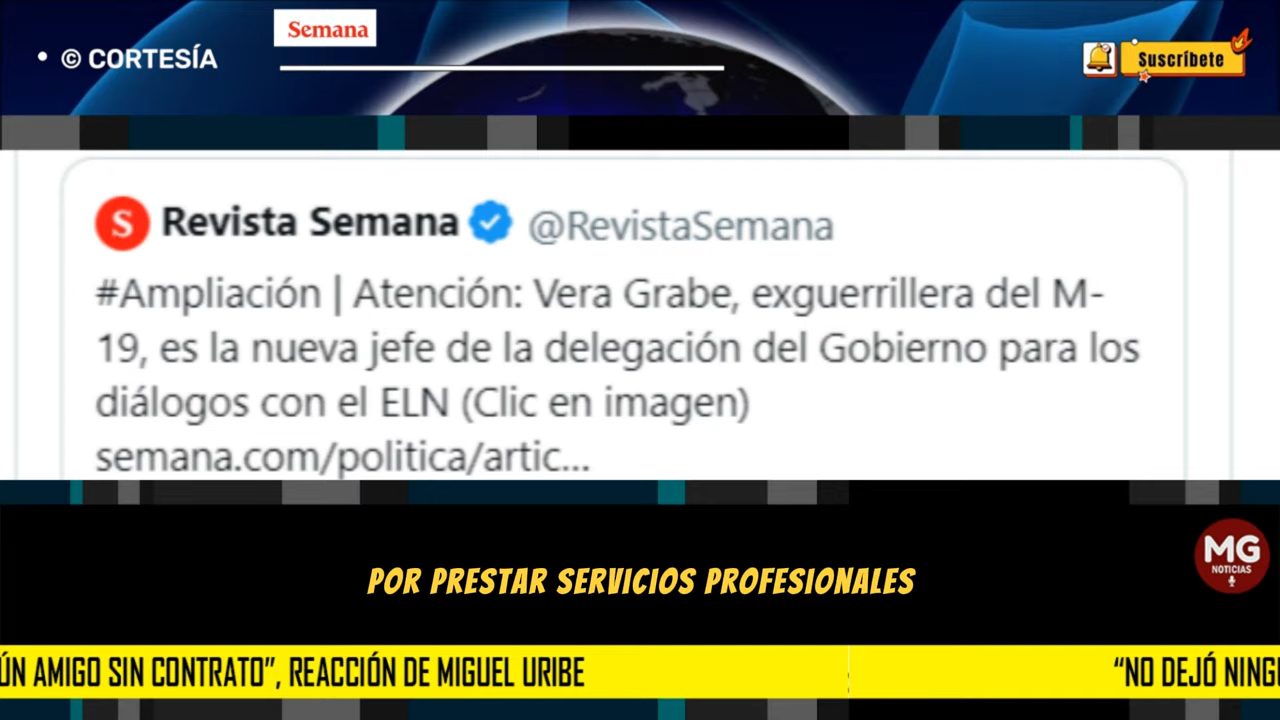 • © CORTESÍA
Semana
Suscríbete
S
Revista Semana @RevistaSemana
#Ampliación | Atención: Vera Grabe, exguerrillera del M-
19, es la nueva jefe de la delegación del Gobierno para los
diálogos con el ELN (Clic en imagen)
semana.com/politica/artic...
MG
NOTICIAS
POR PRESTAR SERVICIOS PROFESIONALES
ÚN AMIGO SIN CONTRATO”, REACCIÓN DE MIGUEL URIBE “NO DEJÓ NING